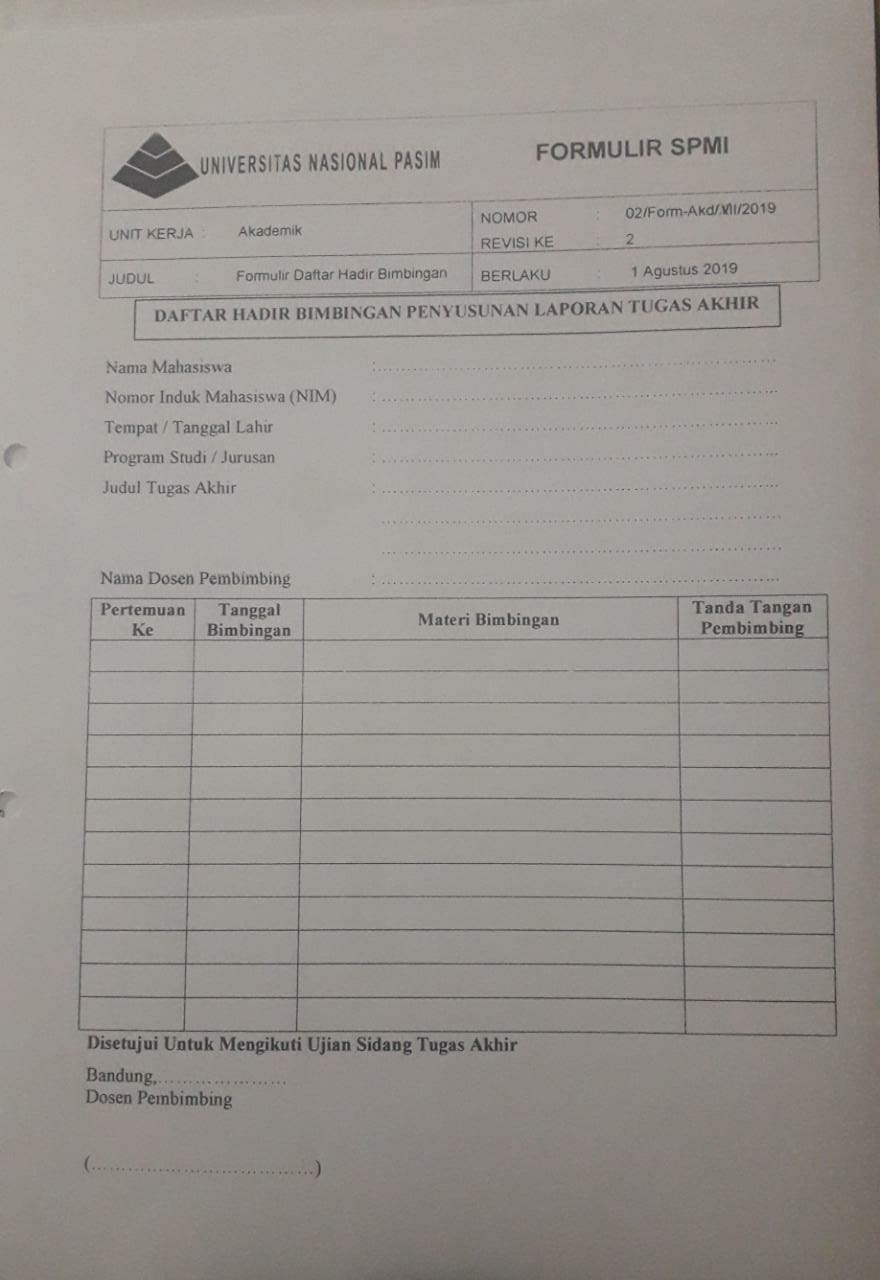 UNIVERSITAS NASIONAL PASIM
FORMULIR SPMI
UNIT KERJA : Akademik
NOMOR : 02/Form-Akd/VII/2019
REVISI KE : 2
JUDUL : Formulir Daftar Hadir Bimbingan
BERLAKU : 1 Agustus 2019
DAFTAR HADIR BIMBINGAN PENYUSUNAN LAPORAN TUGAS AKHIR
Nama Mahasiswa :
Nomor Induk Mahasiswa (NIM) :
Tempat / Tanggal Lahir :
Program Studi / Jurusan :
Judul Tugas Akhir :
Nama Dosen Pembimbing :
Pertemuan Ke
Tanggal Bimbingan
Materi Bimbingan
Tanda Tangan Pembimbing
Disetujui Untuk Mengikuti Ujian Sidang Tugas Akhir
Bandung,......................
Dosen Pembimbing
(.....................................)